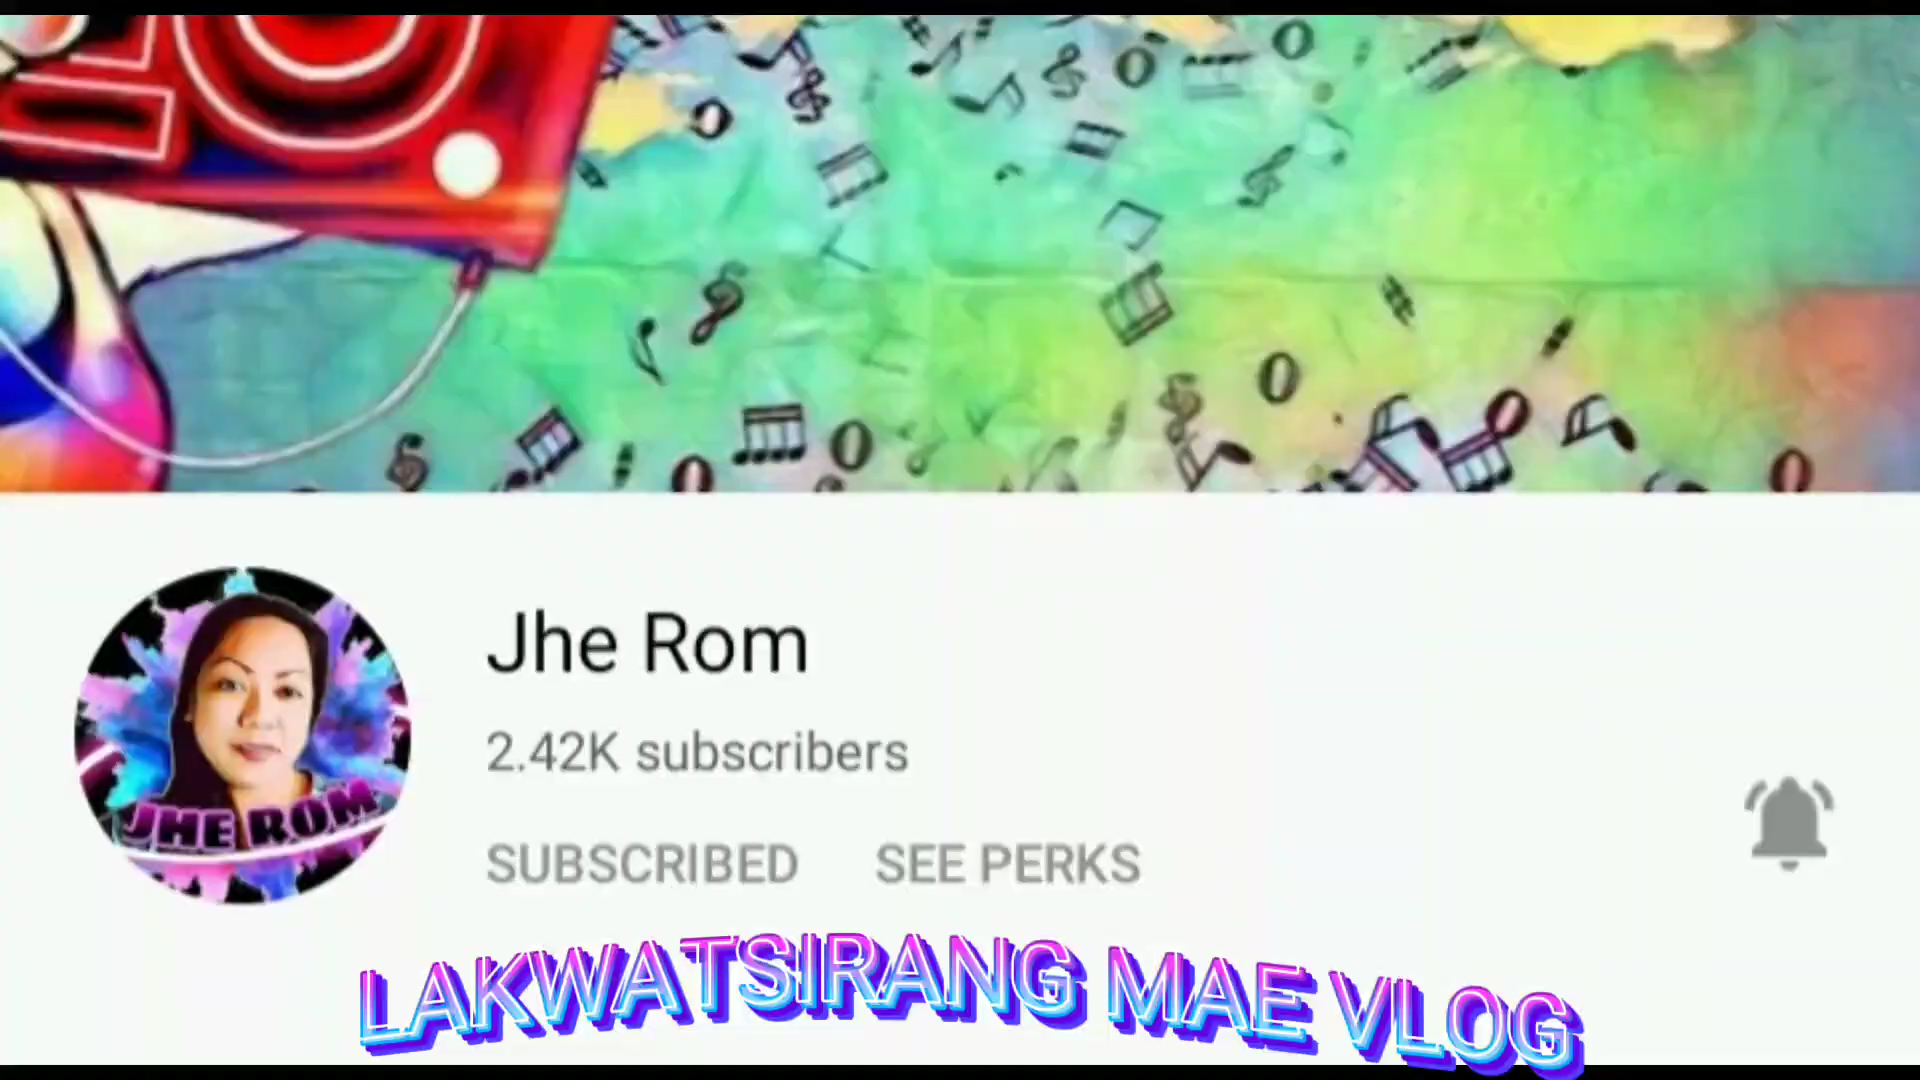 Jhe Rom
2.42K subscribers
JHE ROM
SUBSCRIBED SEE PERKS
LAKWATSIRANG MAE VLOG